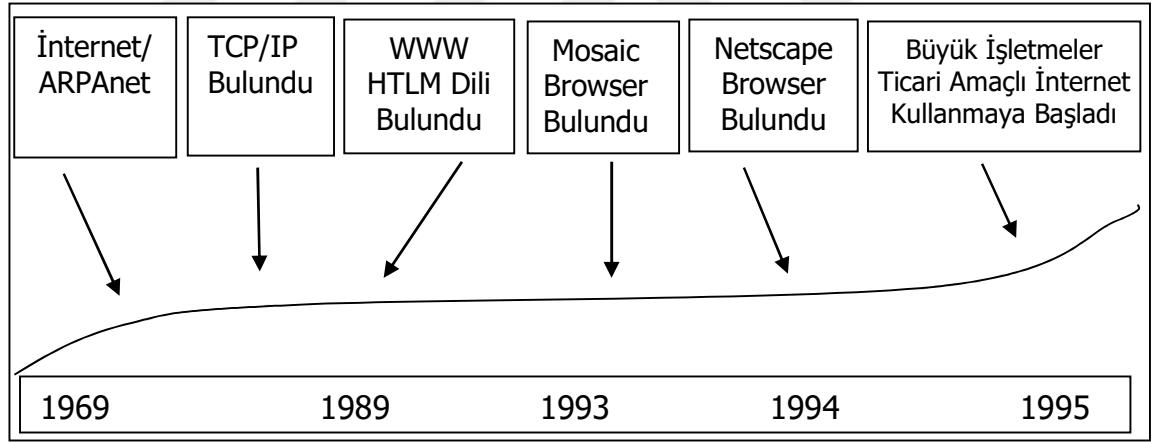 İnternet/
ARPAnet
TCP/IP
Bulundu
WWW
HTLM Dili
Bulundu
Mosaic
Browser
Bulundu
Netscape
Browser
Bulundu
Büyük İşletmeler
Ticari Amaçlı İnternet
Kullanmaya Başladı
1969 1989 1993 1994 1995